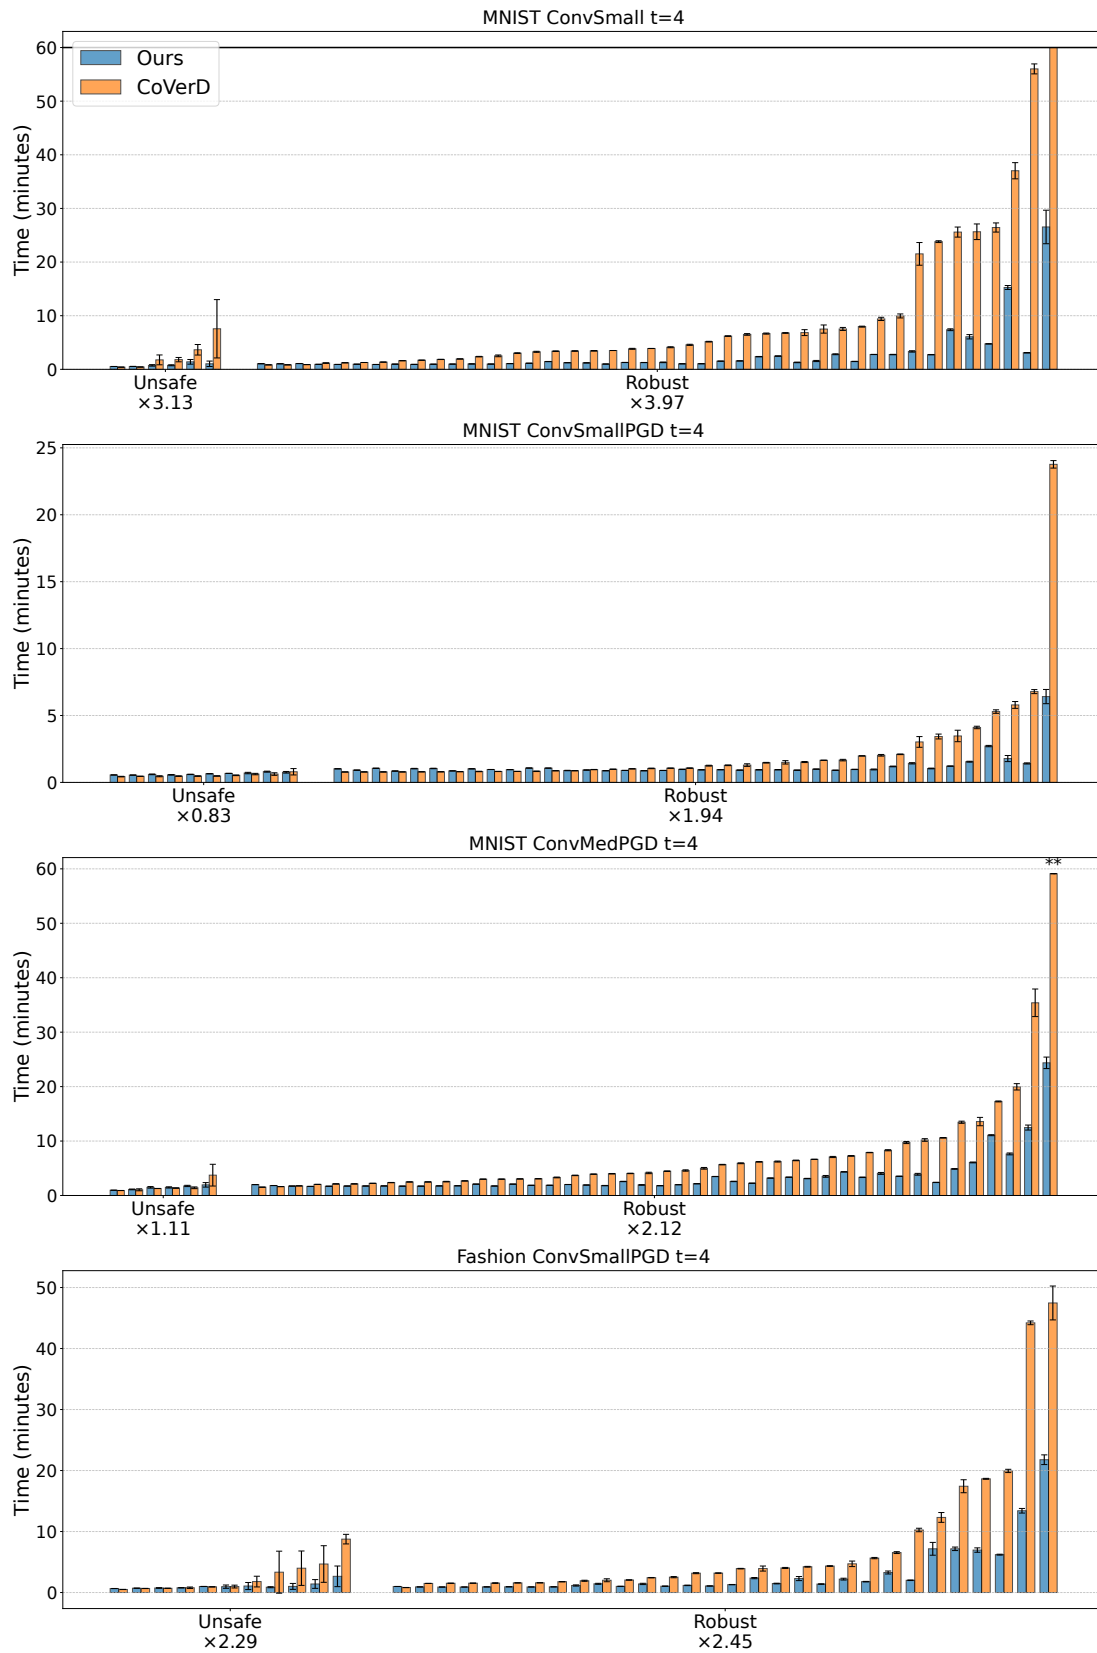 MNIST ConvSmall t=4
Time (minutes)
60
50
40
30
20
10
0
Ours
CoVerD
Unsafe
×3.13
Robust
×3.97
MNIST ConvSmallPGD t=4
Time (minutes)
25
20
15
10
5
0
Unsafe
×0.83
Robust
×1.94
MNIST ConvMedPGD t=4
Time (minutes)
60
50
40
30
20
10
0
**
Unsafe
×1.11
Robust
×2.12
Fashion ConvSmallPGD t=4
Time (minutes)
50
40
30
20
10
0
Unsafe
×2.29
Robust
×2.45